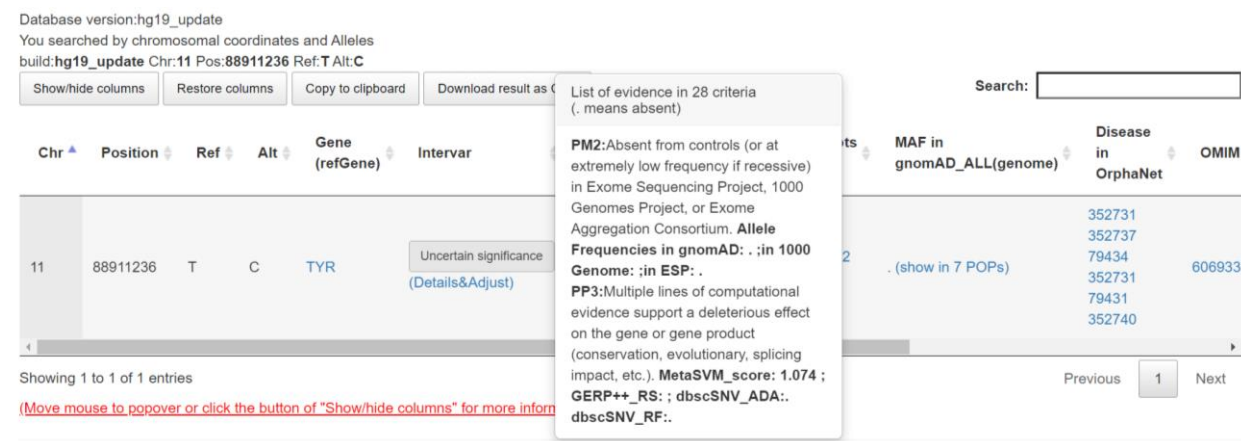 Database version:hg19_update
You searched by chromosomal coordinates and Alleles
build:hg19_update Chr:11 Pos:88911236 Ref:T Alt:C
Show/hide columns Restore columns Copy to clipboard Download result as
Search:
Chr Position Ref Alt Gene (refGene) Intervar MAF in gnomAD_ALL(genome) Disease in OrphaNet OMIM
11 88911236 T C TYR Uncertain significance (Details&Adjust) 2 . (show in 7 POPs)
352731
352737
79434
352731
79431
352740
606933
List of evidence in 28 criteria
(. means absent)
PM2:Absent from controls (or at
extremely low frequency if recessive)
in Exome Sequencing Project, 1000
Genomes Project, or Exome
Aggregation Consortium. Allele
Frequencies in gnomAD: . ;in 1000
Genome: ;in ESP: .
PP3:Multiple lines of computational
evidence support a deleterious effect
on the gene or gene product
(conservation, evolutionary, splicing
impact, etc.). MetaSVM_score: 1.074 ;
GERP++_RS: ; dbscSNV_ADA:.
dbscSNV_RF:.
Showing 1 to 1 of 1 entries
Previous 1 Next
(Move mouse to popover or click the button of "Show/hide columns" for more